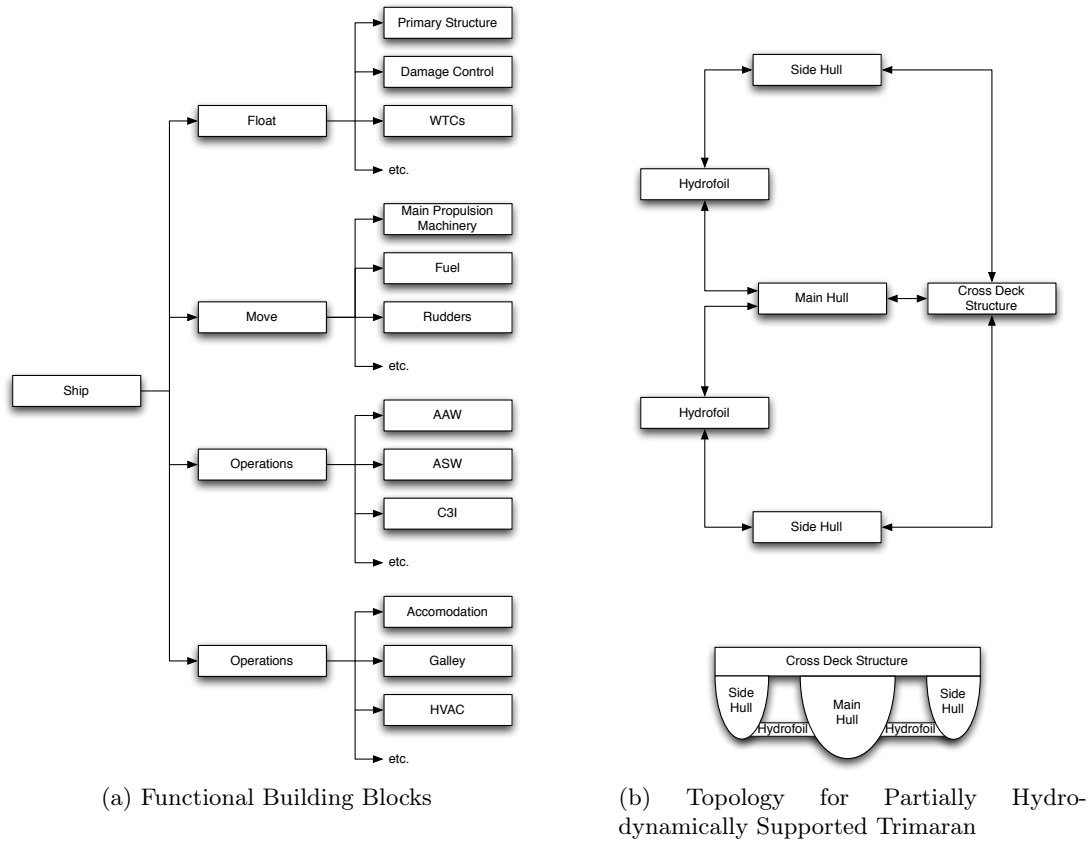 Primary Structure
Damage Control
Float
WTCs
etc.
Main Propulsion
Machinery
Fuel
Move
Rudders
etc.
Ship
AAW
Operations
ASW
C3I
etc.
Accomodation
Operations
Galley
HVAC
etc.
(a) Functional Building Blocks
Side Hull
Hydrofoil
Main Hull
Cross Deck
Structure
Hydrofoil
Side Hull
Cross Deck Structure
Side
Hull
Main
Hull
Side
Hull
Hydrofoil
Hydrofoil
(b) Topology for Partially Hydro-
dynamically Supported Trimaran